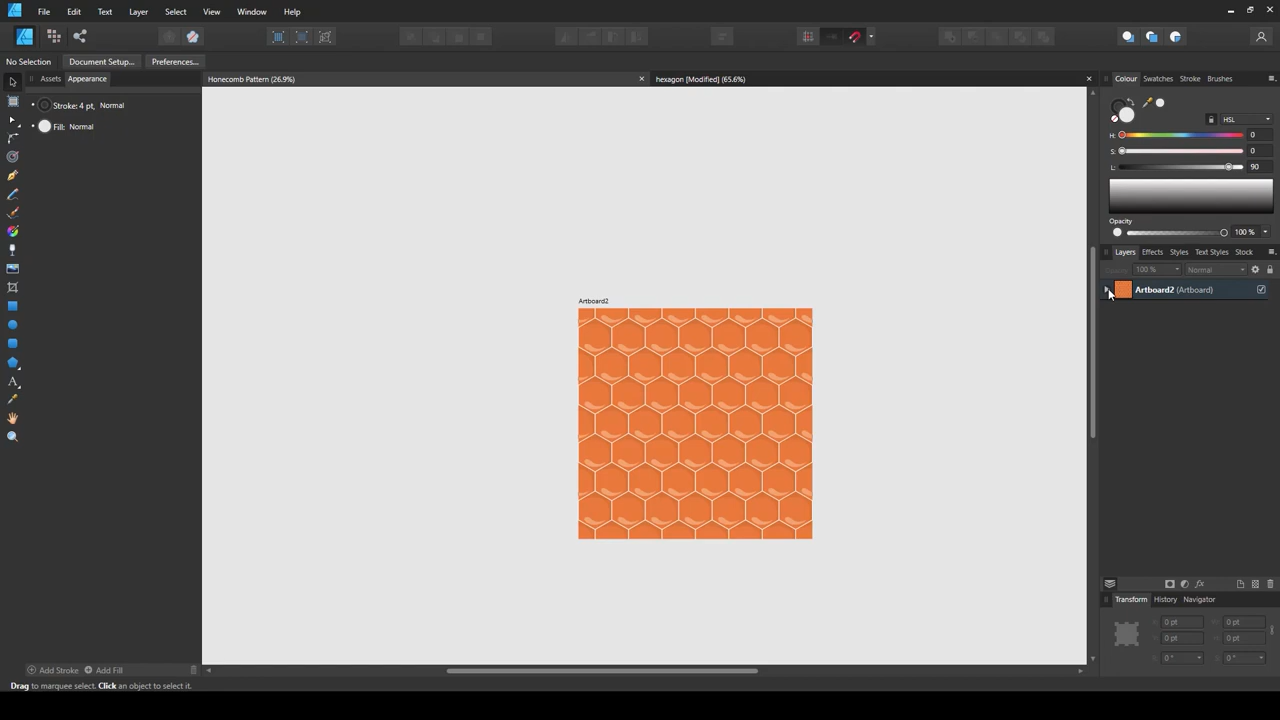 File Edit Text Layer Select View Window Help
No Selection Document Setup... Preferences...
Assets Appearance
Honecomb Pattern (26.9%)
hexagon [Modified] (65.6%)
Colour Swatches Stroke Brushes
Stroke: 4 pt, Normal
Fill: Normal
HSL
H: 0
S: 0
L: 90
Opacity
100 %
Layers Effects Styles Text Styles Stock
Opacity: 100 % Normal
Artboard2 (Artboard)
Artboard2
Transform History Navigator
X: 0 pt W: 0 pt
Y: 0 pt H: 0 pt
R: 0 ° S: 0 °
Add Stroke Add Fill
Drag to marquee select. Click an object to select it.